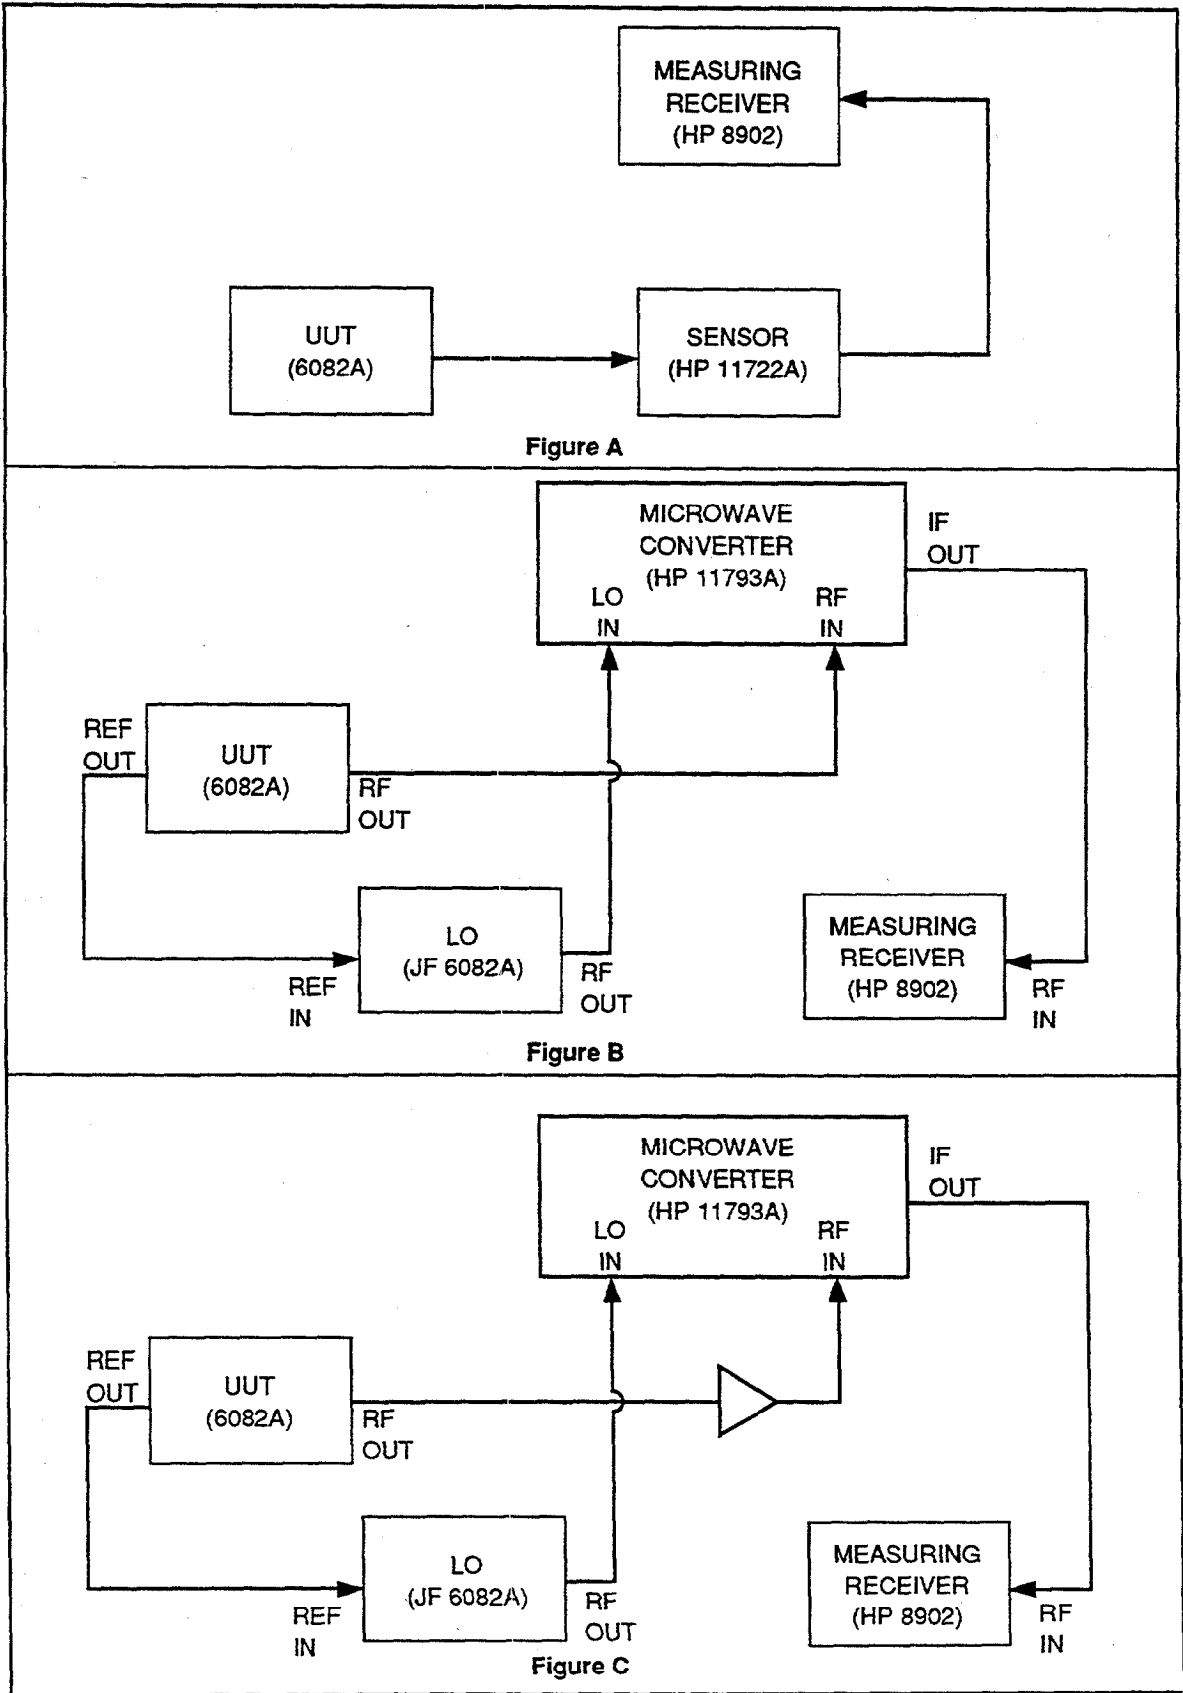 MEASURING
RECEIVER
(HP 8902)
UUT
(6082A)
SENSOR
(HP 11722A)
Figure A
MICROWAVE
CONVERTER
(HP 11793A)
LO
IN
RF
IN
IF
OUT
REF
OUT
UUT
(6082A)
RF
OUT
LO
(JF 6082A)
REF
IN
RF
OUT
MEASURING
RECEIVER
(HP 8902)
RF
IN
Figure B
MICROWAVE
CONVERTER
(HP 11793A)
LO
IN
RF
IN
IF
OUT
REF
OUT
UUT
(6082A)
RF
OUT
LO
(JF 6082A)
REF
IN
RF
OUT
MEASURING
RECEIVER
(HP 8902)
RF
IN
Figure C